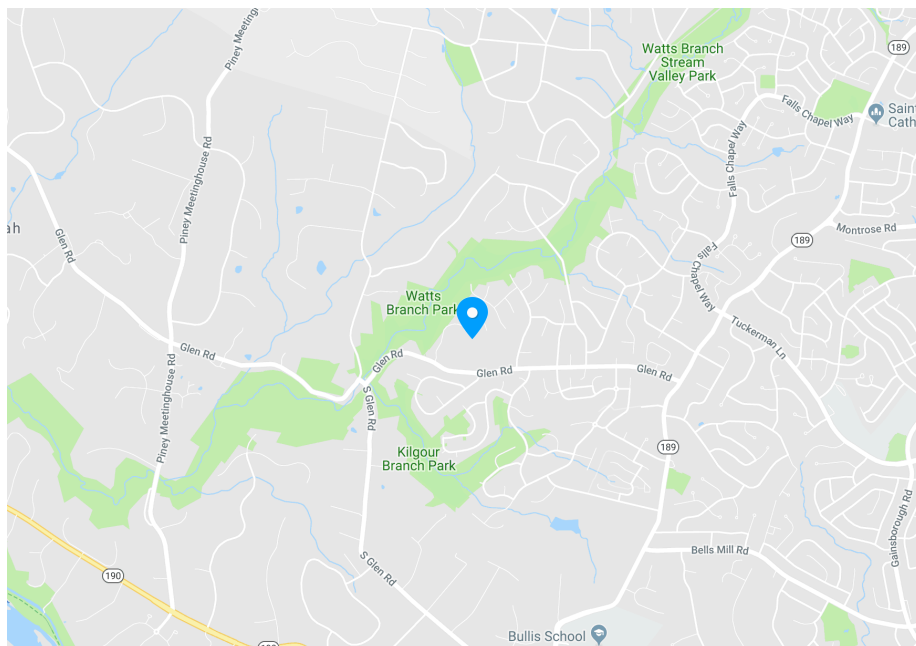 Piney Meetinghouse
Watts Branch
Stream
Valley Park
189
Falls Chapel Way
Saint
Cath
Falls Chapel Way
Piney Meetinghouse Rd
ah
Glen Rd
Montrose Rd
189
Falls Chapel Way
Watts
Branch Park
Tuckerman Ln
Glen Rd
Glen Rd
Glen Rd
Glen Rd
Piney Meetinghouse Rd
S Glen Rd
189
Kilgour
Branch Park
Gainsborough Rd
Bells Mill Rd
S Glen Rd
190
Bullis School